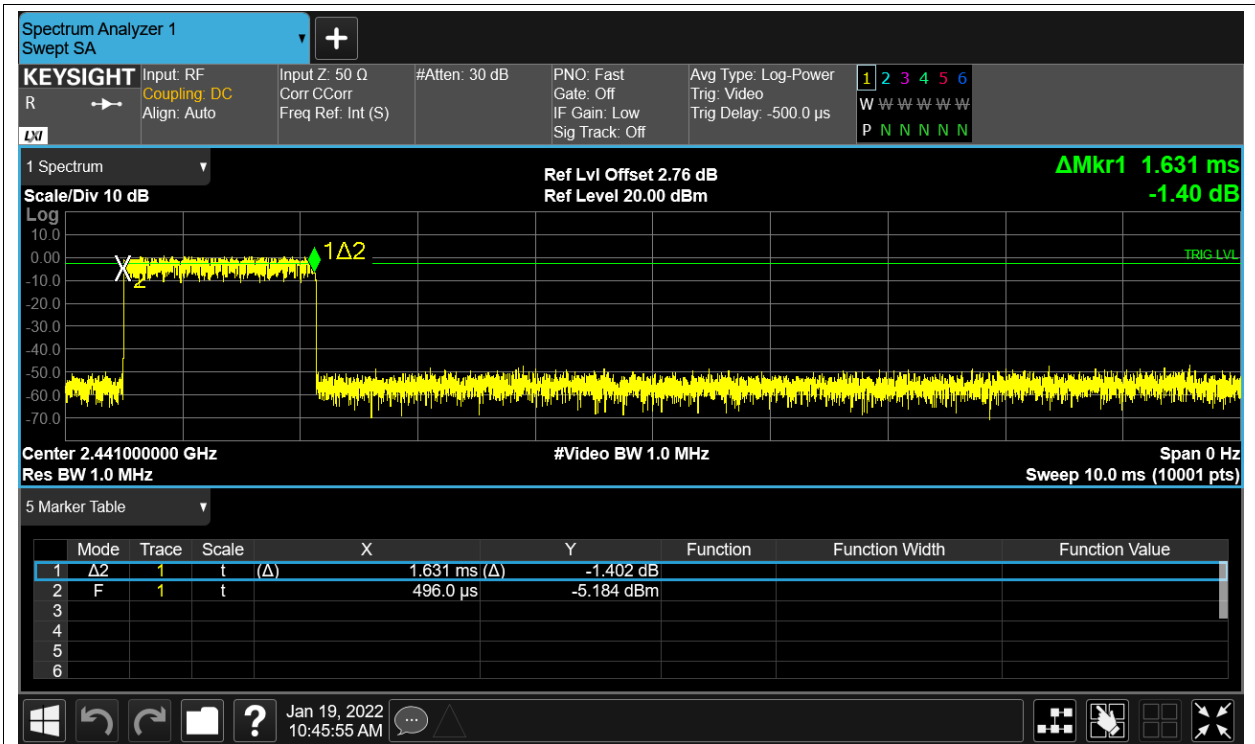 Spectrum Analyzer 1
Swept SA
+
KEYSIGHT Input: RF Input Z: 50 Ω #Atten: 30 dB PNO: Fast Avg Type: Log-Power 1 2 3 4 5 6
R Coupling: DC Corr CCorr Gate: Off Trig: Video W W W W W W
Align: Auto Freq Ref: Int (S) IF Gain: Low Trig Delay: -500.0 µs
LXI Sig Track: Off P N N N N N
1 Spectrum Ref Lvl Offset 2.76 dB ΔMkr1 1.631 ms
Scale/Div 10 dB Ref Level 20.00 dBm -1.40 dB
Log
10.0
1Δ2
0.00 TRIG LVL
2
-10.0
-20.0
-30.0
-40.0
-50.0
-60.0
-70.0
Center 2.441000000 GHz #Video BW 1.0 MHz Span 0 Hz
Res BW 1.0 MHz Sweep 10.0 ms (10001 pts)
5 Marker Table
Mode Trace Scale X Y Function Function Width Function Value
1 Δ2 1 t (Δ) 1.631 ms (Δ) -1.402 dB
2 F 1 t 496.0 µs -5.184 dBm
3
4
5
6
? Jan 19, 2022
10:45:55 AM